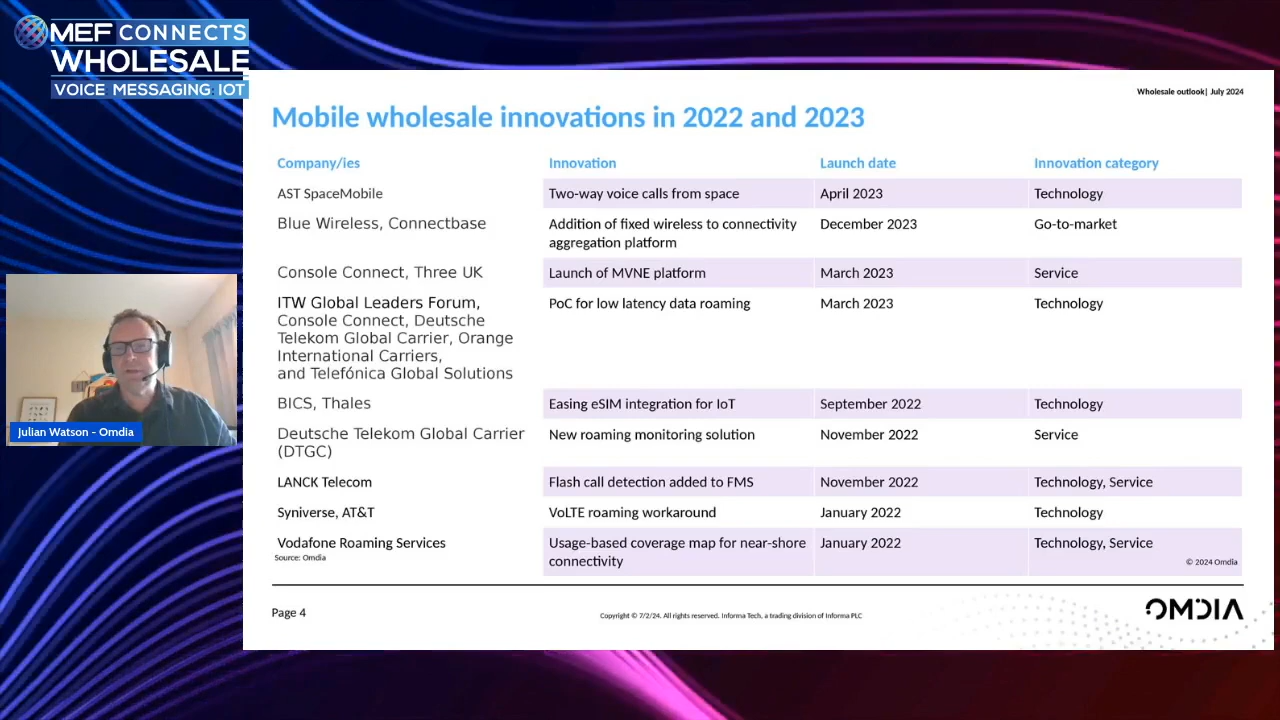 MEF CONNECTS
WHOLESALE
VOICE MESSAGING IOT
Wholesale outlook| July 2024
Mobile wholesale innovations in 2022 and 2023
Company/ies Innovation Launch date Innovation category
AST SpaceMobile Two-way voice calls from space April 2023 Technology
Blue Wireless, Connectbase Addition of fixed wireless to connectivity December 2023 Go-to-market
aggregation platform
Console Connect, Three UK Launch of MVNE platform March 2023 Service
ITW Global Leaders Forum, PoC for low latency data roaming March 2023 Technology
Console Connect, Deutsche
Telekom Global Carrier, Orange
International Carriers,
and Telefónica Global Solutions
BICS, Thales Easing eSIM integration for IoT September 2022 Technology
Deutsche Telekom Global Carrier New roaming monitoring solution November 2022 Service
(DTGC)
LANCK Telecom Flash call detection added to FMS November 2022 Technology, Service
Syniverse, AT&T VoLTE roaming workaround January 2022 Technology
Vodafone Roaming Services Usage-based coverage map for near-shore January 2022 Technology, Service
connectivity
Source: Omdia
© 2024 Omdia
Julian Watson - Omdia
Page 4
Copyright © 7/2/24. All rights reserved. Informa Tech, a trading division of Informa PLC
OMDIA